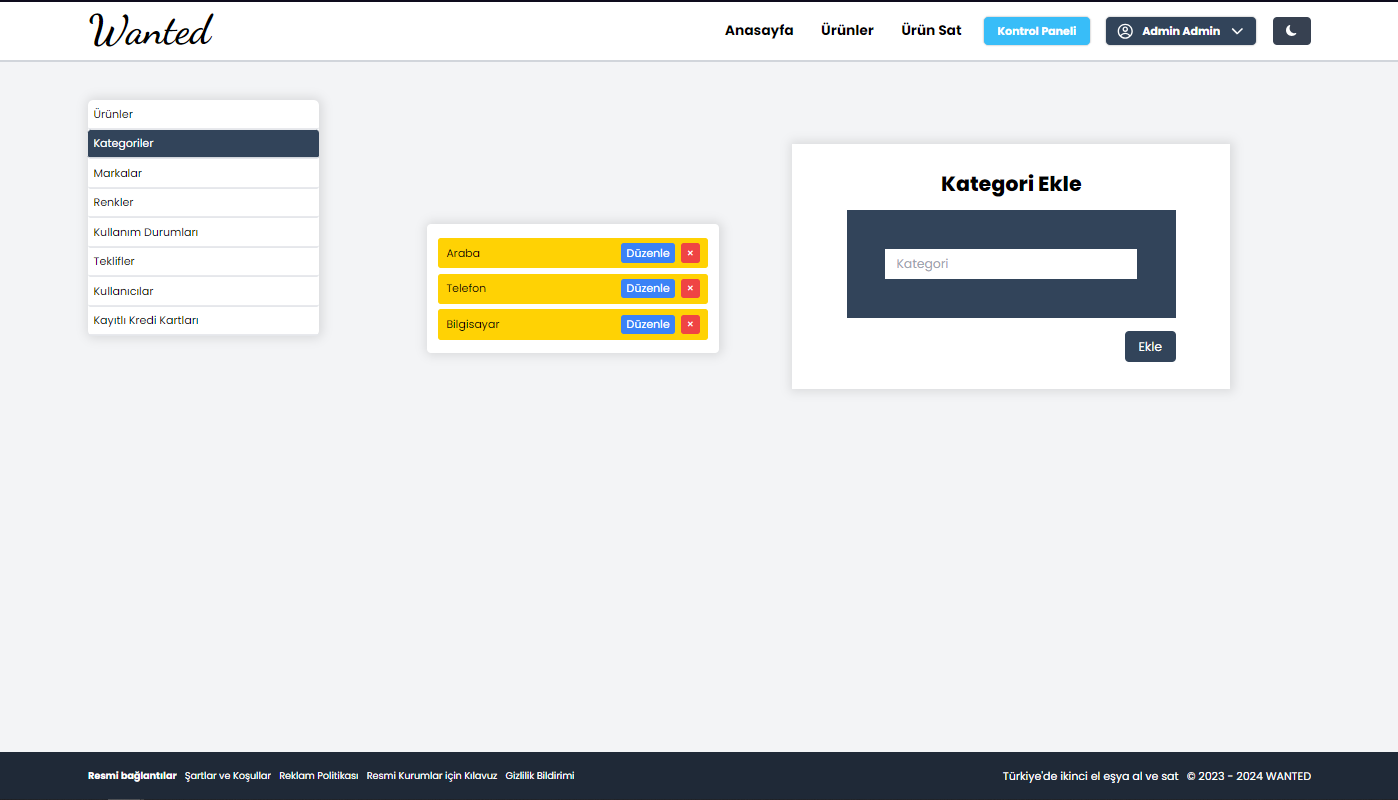 Wanted
Anasayfa Ürünler Ürün Sat Kontrol Paneli Admin Admin
Ürünler
Kategoriler
Markalar
Renkler
Kullanım Durumları
Teklifler
Kullanıcılar
Kayıtlı Kredi Kartları
Araba Düzenle ×
Telefon Düzenle ×
Bilgisayar Düzenle ×
Kategori Ekle
Kategori
Ekle
Resmi bağlantılar Şartlar ve Koşullar Reklam Politikası Resmi Kurumlar için Kılavuz Gizlilik Bildirimi
Türkiye'de ikinci el eşya al ve sat © 2023 - 2024 WANTED